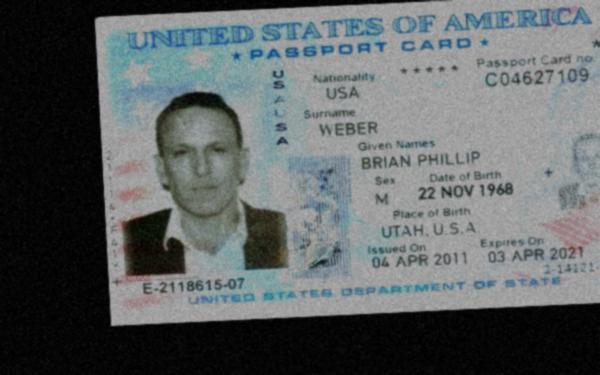 UNITED STATES OF AMERICA
★ PASSPORT CARD ★
USA USA
Nationality
USA
★★★★★
Passport Card no.
C04627109
Surname
WEBER
Given Names
BRIAN PHILLIP
Sex
M
Date of Birth
22 NOV 1968
Place of Birth
UTAH, U.S.A
Issued On
04 APR 2011
Expires On
03 APR 2021
E-2118615-07
UNITED STATES DEPARTMENT OF STATE